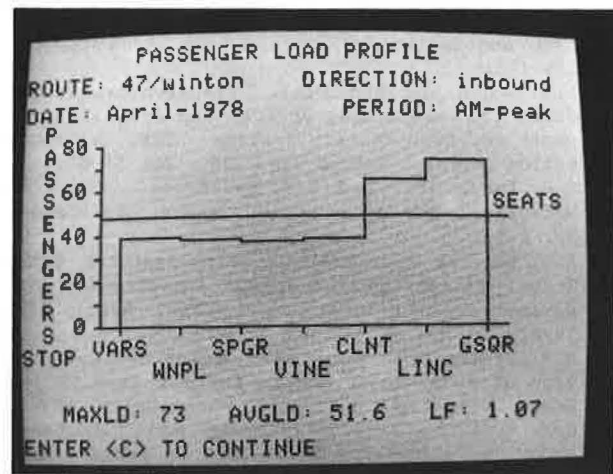 PASSENGER LOAD PROFILE
ROUTE: 47/winton DIRECTION: inbound
DATE: April-1978 PERIOD: AM-peak
PASSENGERS
80
60
40
20
0
SEATS
STOP VARS SPGR CLNT GSQR
WNPL VINE LINC
MAXLD: 73 AVGLD: 51.6 LF: 1.07
ENTER <C> TO CONTINUE